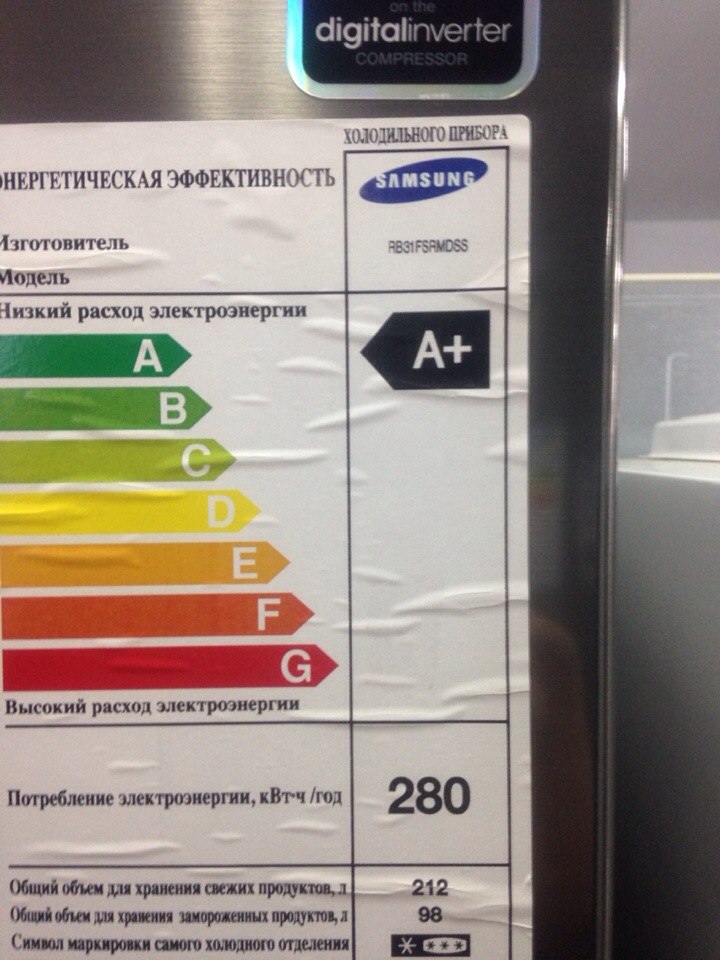 on the
digitalinverter
COMPRESSOR
ХОЛОДИЛЬНОГО ПРИБОРА
ЭНЕРГЕТИЧЕСКАЯ ЭФФЕКТИВНОСТЬ
SAMSUNG
Изготовитель
RB31FSRMDSS
Модель
Низкий расход электроэнергии
A
A+
B
C
D
E
F
G
Высокий расход электроэнергии
Потребление электроэнергии, кВт·ч /год
280
Общий объем для хранения свежих продуктов, л
212
Общий объем для хранения замороженных продуктов, л
98
Символ маркировки самого холодного отделения